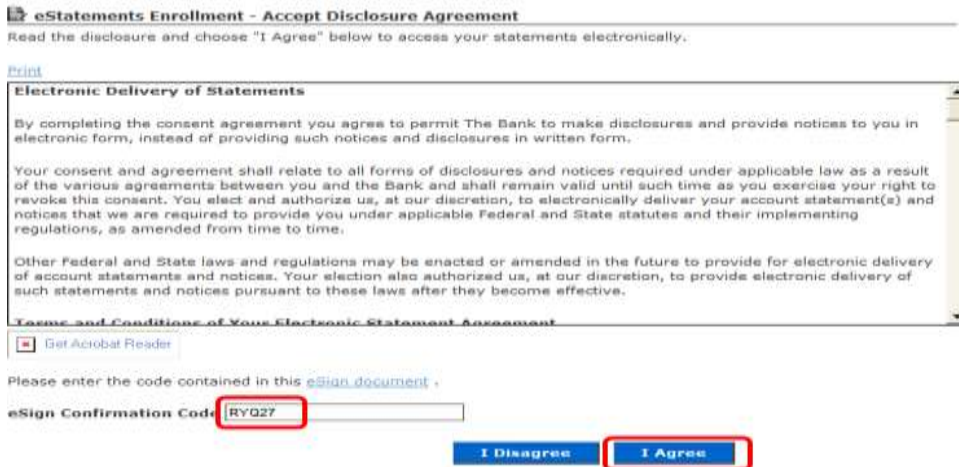 eStatements Enrollment - Accept Disclosure Agreement
Read the disclosure and choose "I Agree" below to access your statements electronically.
Print
Electronic Delivery of Statements
By completing the consent agreement you agree to permit The Bank to make disclosures and provide notices to you in
electronic form, instead of providing such notices and disclosures in written form.
Your consent and agreement shall relate to all forms of disclosures and notices required under applicable law as a result
of the various agreements between you and the Bank and shall remain valid until such time as you exercise your right to
revoke this consent. You elect and authorize us, at our discretion, to electronically deliver your account statement(s) and
notices that we are required to provide you under applicable Federal and State statutes and their implementing
regulations, as amended from time to time.
Other Federal and State laws and regulations may be enacted or amended in the future to provide for electronic delivery
of account statements and notices. Your election also authorized us, at our discretion, to provide electronic delivery of
such statements and notices pursuant to these laws after they become effective.
Terms and Conditions of Your Electronic Statement Agreement
Get Acrobat Reader
Please enter the code contained in this eSign document .
eSign Confirmation Code RYQ27
I Disagree I Agree